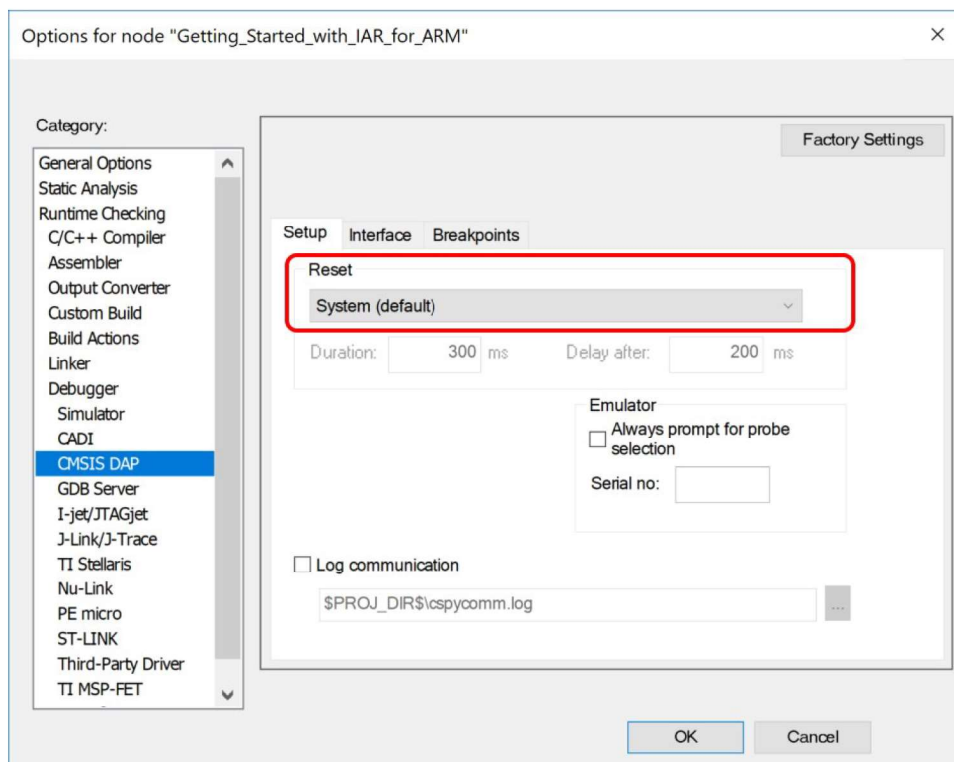 Options for node "Getting_Started_with_IAR_for_ARM"
Category:
General Options
Static Analysis
Runtime Checking
C/C++ Compiler
Assembler
Output Converter
Custom Build
Build Actions
Linker
Debugger
Simulator
CADI
CMSIS DAP
GDB Server
I-jet/JTAGjet
J-Link/J-Trace
TI Stellaris
Nu-Link
PE micro
ST-LINK
Third-Party Driver
TI MSP-FET
Factory Settings
Setup Interface Breakpoints
Reset
System (default)
Duration: 300 ms Delay after: 200 ms
Emulator
Always prompt for probe
selection
Serial no:
Log communication
$PROJ_DIR$\cspycomm.log
...
OK Cancel